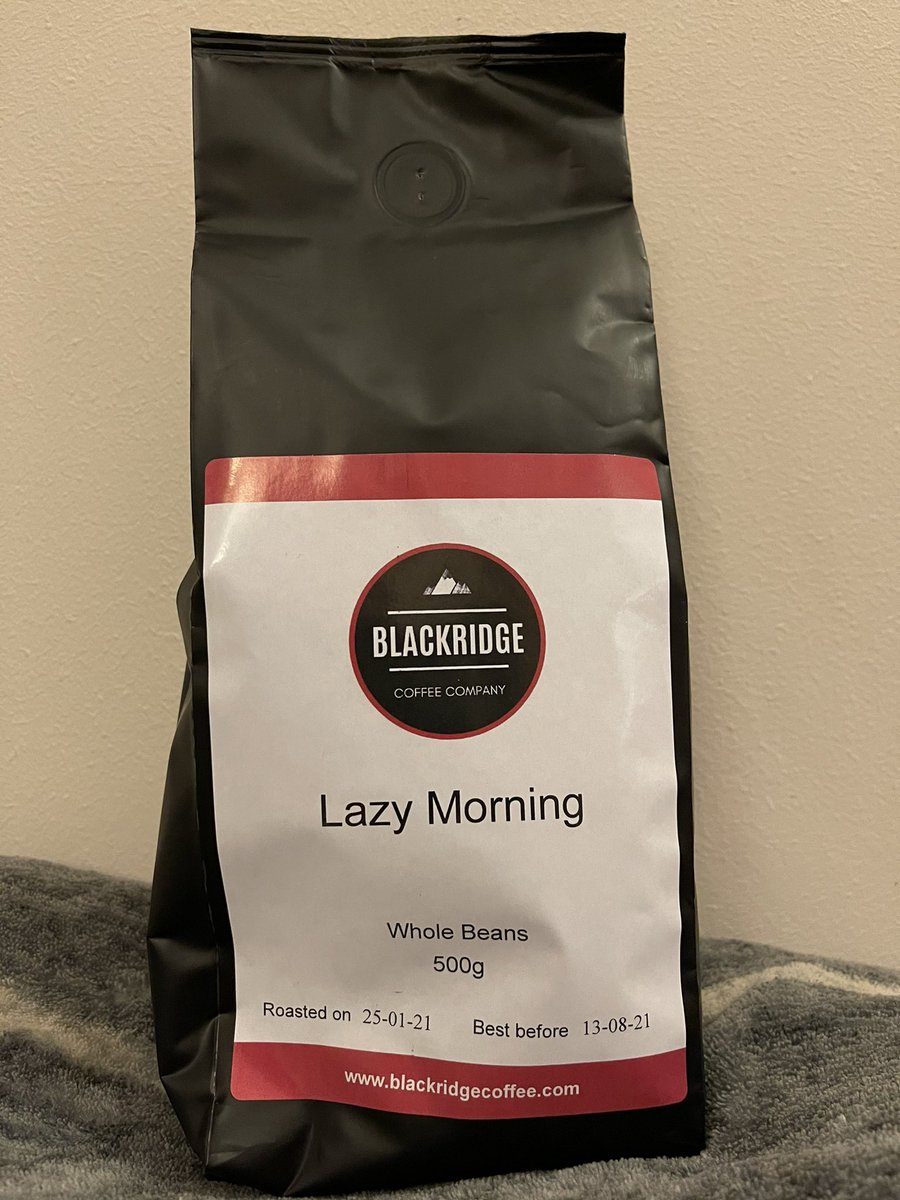 BLACKRIDGE
COFFEE COMPANY
Lazy Morning
Whole Beans
500g
Roasted on 25-01-21 Best before 13-08-21
www.blackridgecoffee.com